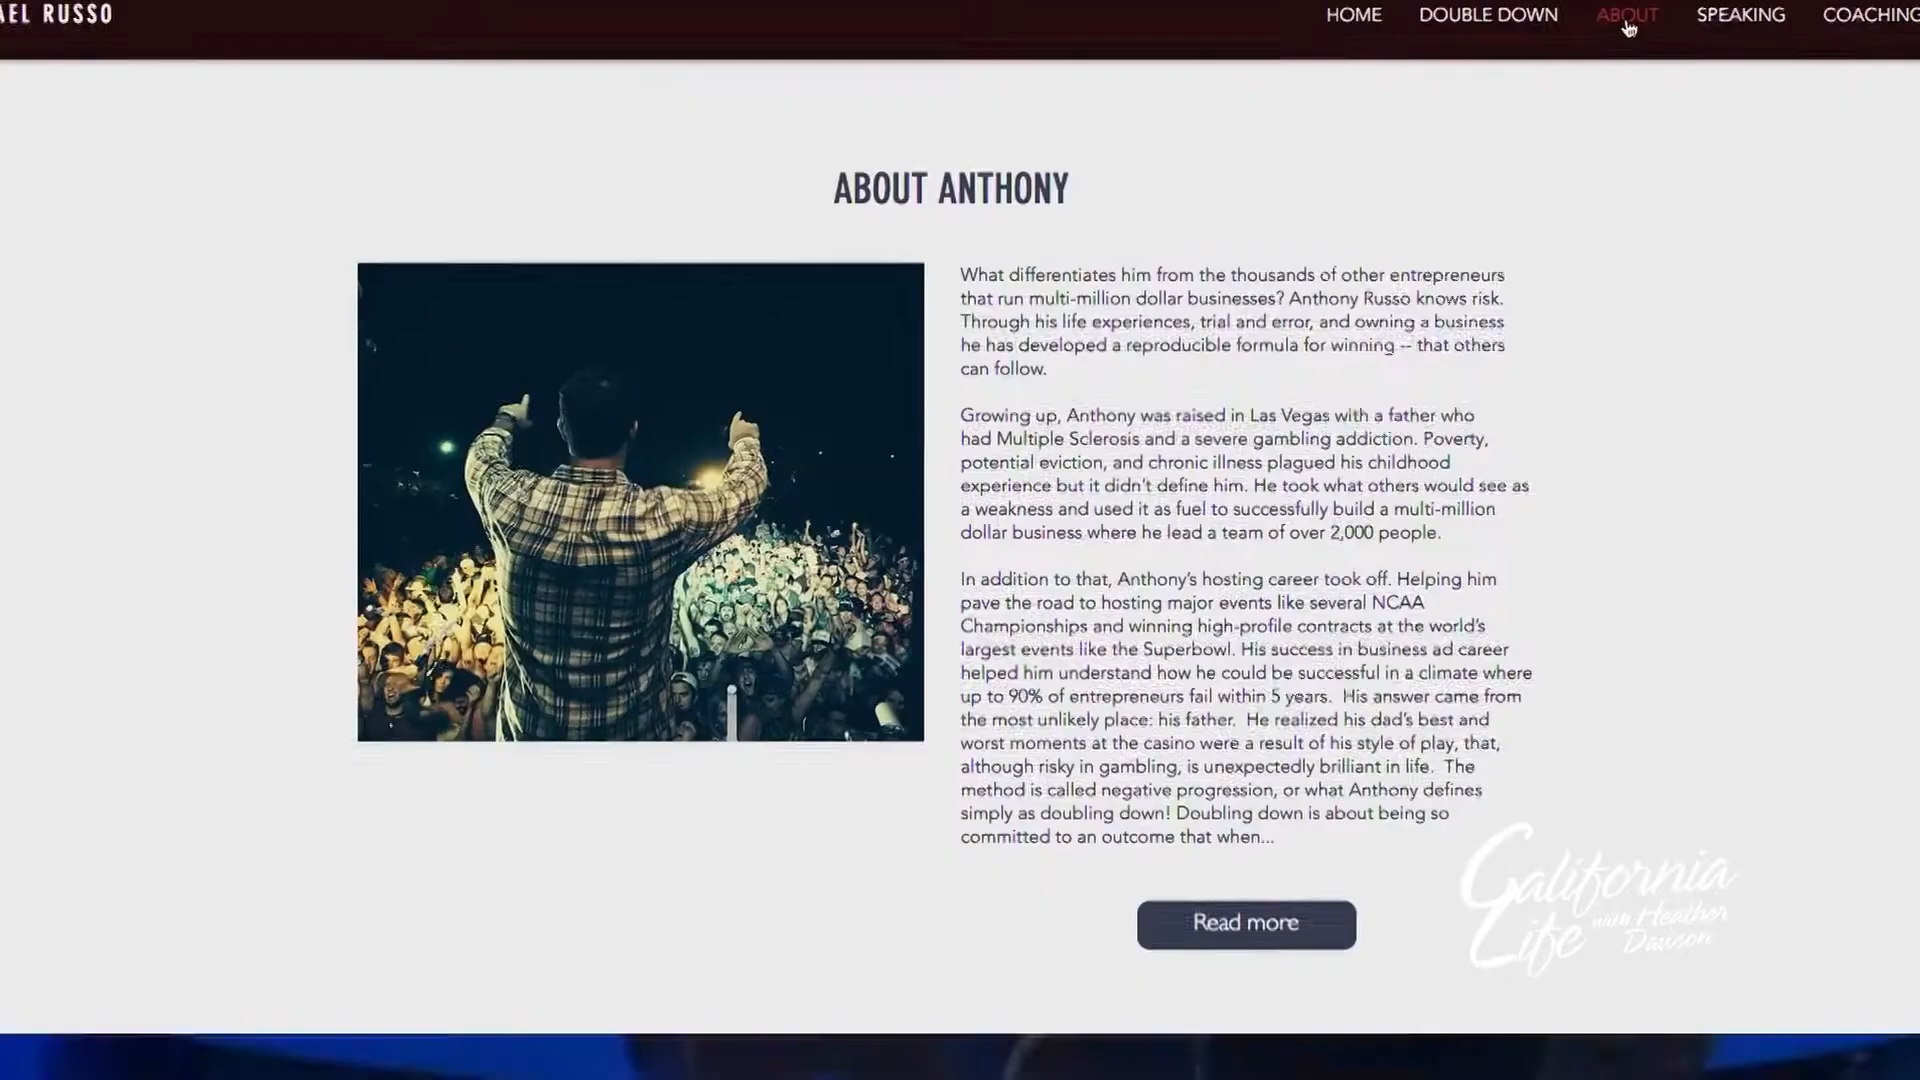 AEL RUSSO
HOME DOUBLE DOWN ABOUT SPEAKING COACHING
ABOUT ANTHONY
What differentiates him from the thousands of other entrepreneurs
that run multi-million dollar businesses? Anthony Russo knows risk.
Through his life experiences, trial and error, and owning a business
he has developed a reproducible formula for winning -- that others
can follow.
Growing up, Anthony was raised in Las Vegas with a father who
had Multiple Sclerosis and a severe gambling addiction. Poverty,
potential eviction, and chronic illness plagued his childhood
experience but it didn't define him. He took what others would see as
a weakness and used it as fuel to successfully build a multi-million
dollar business where he lead a team of over 2,000 people.
In addition to that, Anthony's hosting career took off. Helping him
pave the road to hosting major events like several NCAA
Championships and winning high-profile contracts at the world's
largest events like the Superbowl. His success in business ad career
helped him understand how he could be successful in a climate where
up to 90% of entrepreneurs fail within 5 years. His answer came from
the most unlikely place: his father. He realized his dad's best and
worst moments at the casino were a result of his style of play, that,
although risky in gambling, is unexpectedly brilliant in life. The
method is called negative progression, or what Anthony defines
simply as doubling down! Doubling down is about being so
committed to an outcome that when...
Read more
California
Life with Heather
Dawson